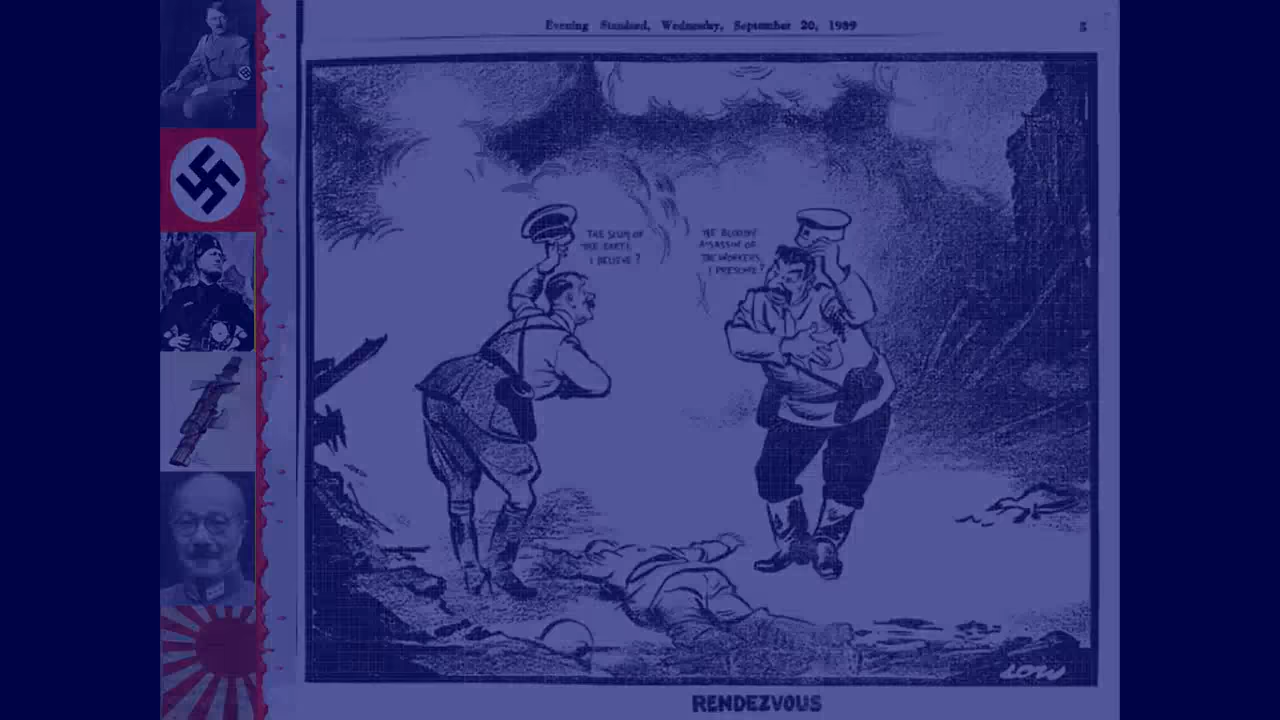 Evening Standard, Wednesday, September 20, 1939
5
THE SCUM OF
THE EARTH,
I BELIEVE?
THE BLOODY
ASSASSIN OF
THE WORKERS,
I PRESUME?
LOW
RENDEZVOUS